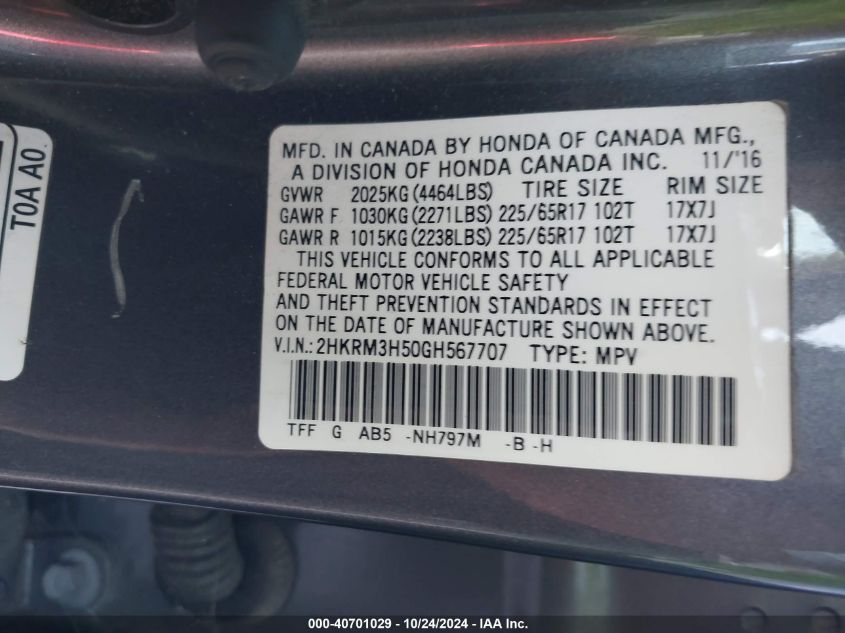 T0A A0
MFD. IN CANADA BY HONDA OF CANADA MFG.,
A DIVISION OF HONDA CANADA INC. 11/'16
GVWR 2025KG (4464LBS) TIRE SIZE RIM SIZE
GAWR F 1030KG (2271LBS) 225/65R17 102T 17X7J
GAWR R 1015KG (2238LBS) 225/65R17 102T 17X7J
THIS VEHICLE CONFORMS TO ALL APPLICABLE
FEDERAL MOTOR VEHICLE SAFETY
AND THEFT PREVENTION STANDARDS IN EFFECT
ON THE DATE OF MANUFACTURE SHOWN ABOVE.
V.I.N.: 2HKRM3H50GH567707 TYPE: MPV
TFF G AB5 -NH797M -B -H
000-40701029 - 10/24/2024 - IAA Inc.